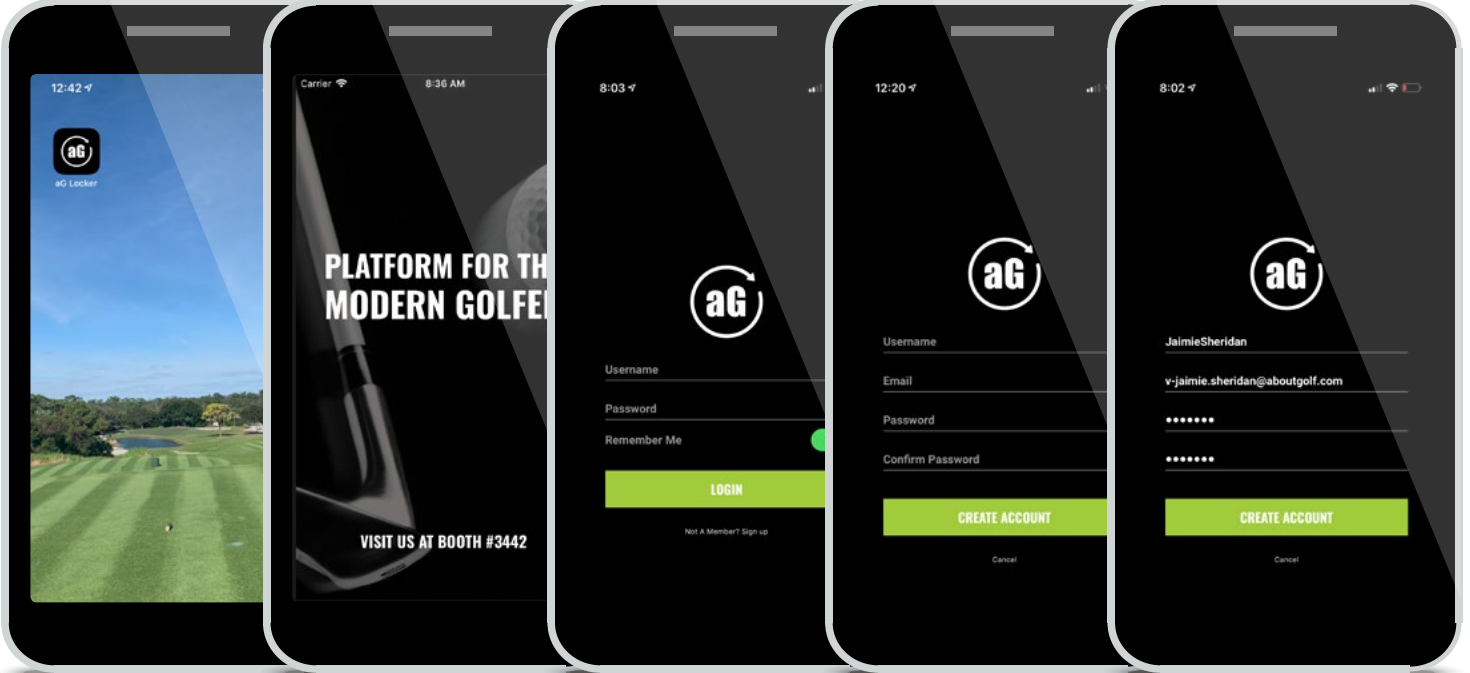 12:42
aG
aG Locker
Carrier
8:36 AM
PLATFORM FOR TH
MODERN GOLFE
VISIT US AT BOOTH #3442
8:03
aG
Username
Password
Remember Me
LOGIN
Not A Member? Sign up
12:20
aG
Username
Email
Password
Confirm Password
CREATE ACCOUNT
Cancel
8:02
aG
JaimieSheridan
v-jaimie.sheridan@aboutgolf.com
•••••••
•••••••
CREATE ACCOUNT
Cancel